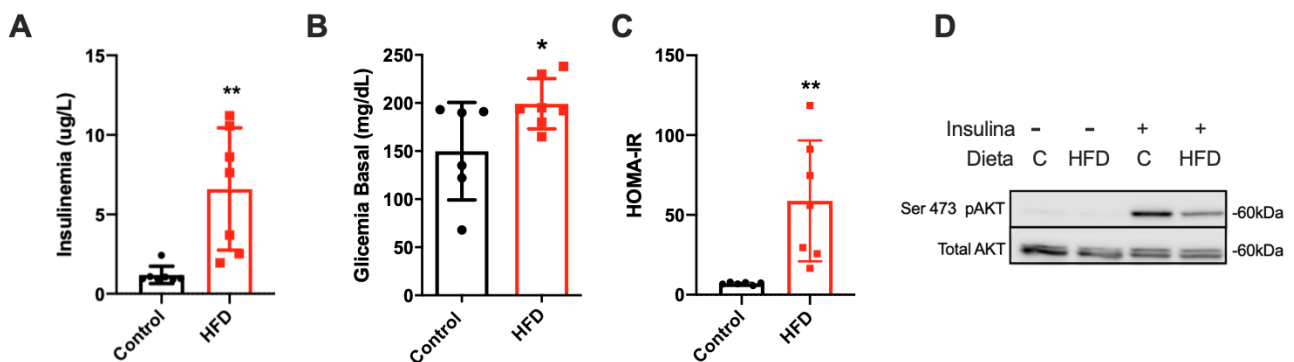 A
Insulinemia (ug/L)
15
10
5
0
**
Control
HFD
B
Glicemia Basal (mg/dL)
250
200
150
100
50
0
*
Control
HFD
C
HOMA-IR
150
100
50
0
**
Control
HFD
D
Insulina - - + +
Dieta C HFD C HFD
Ser 473 pAKT -60kDa
Total AKT -60kDa